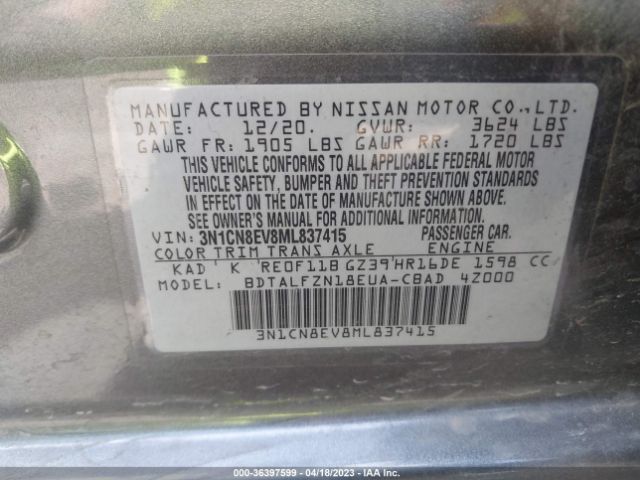 MANUFACTURED BY NISSAN MOTOR CO.,LTD.
DATE: 12/20. GVWR: 3624 LBS
GAWR FR: 1905 LBS GAWR RR: 1720 LBS
THIS VEHICLE CONFORMS TO ALL APPLICABLE FEDERAL MOTOR
VEHICLE SAFETY, BUMPER AND THEFT PREVENTION STANDARDS
IN EFFECT ON THE DATE OF MANUFACTURE SHOWN ABOVE.
SEE OWNER'S MANUAL FOR ADDITIONAL INFORMATION.
VIN: 3N1CN8EV8ML837415 PASSENGER CAR.
COLOR TRIM TRANS AXLE ENGINE
KAD K RE0F11B GZ39 HR16DE 1598 CC
MODEL: BDTALFZN18EUA-CBAD 4Z000
3N1CN8EV8ML837415
000-36397599 - 04/18/2023 - IAA Inc.